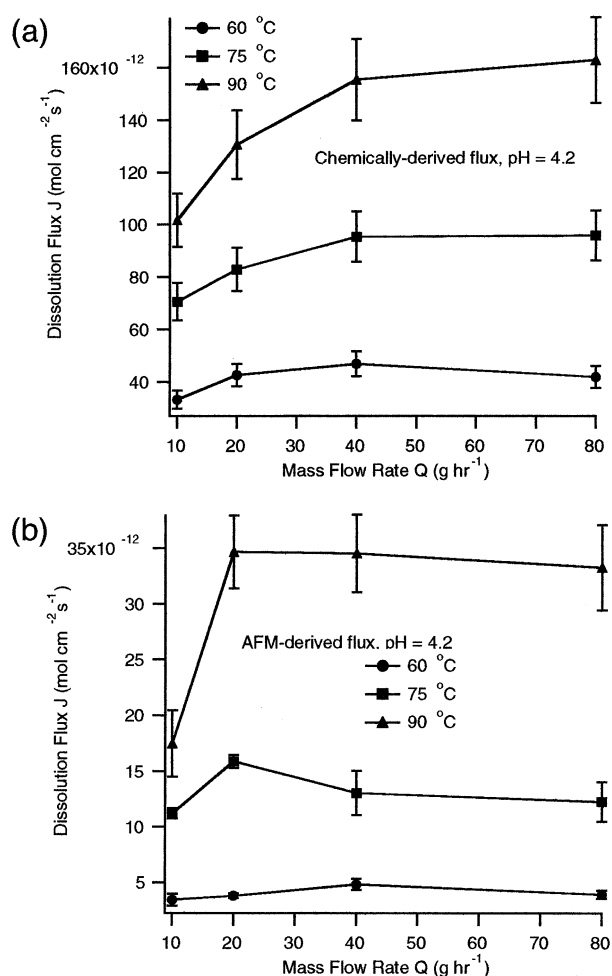 (a)
60 °C
75 °C
90 °C
160x10 -12
140
120
100
80
60
40
Dissolution Flux J (mol cm -2 s -1)
Chemically-derived flux, pH = 4.2
10 20 30 40 50 60 70 80
Mass Flow Rate Q (g hr -1)
(b)
35x10 -12
30
25
20
15
10
5
Dissolution Flux J (mol cm -2 s -1)
AFM-derived flux, pH = 4.2
60 °C
75 °C
90 °C
10 20 30 40 50 60 70 80
Mass Flow Rate Q (g hr -1)